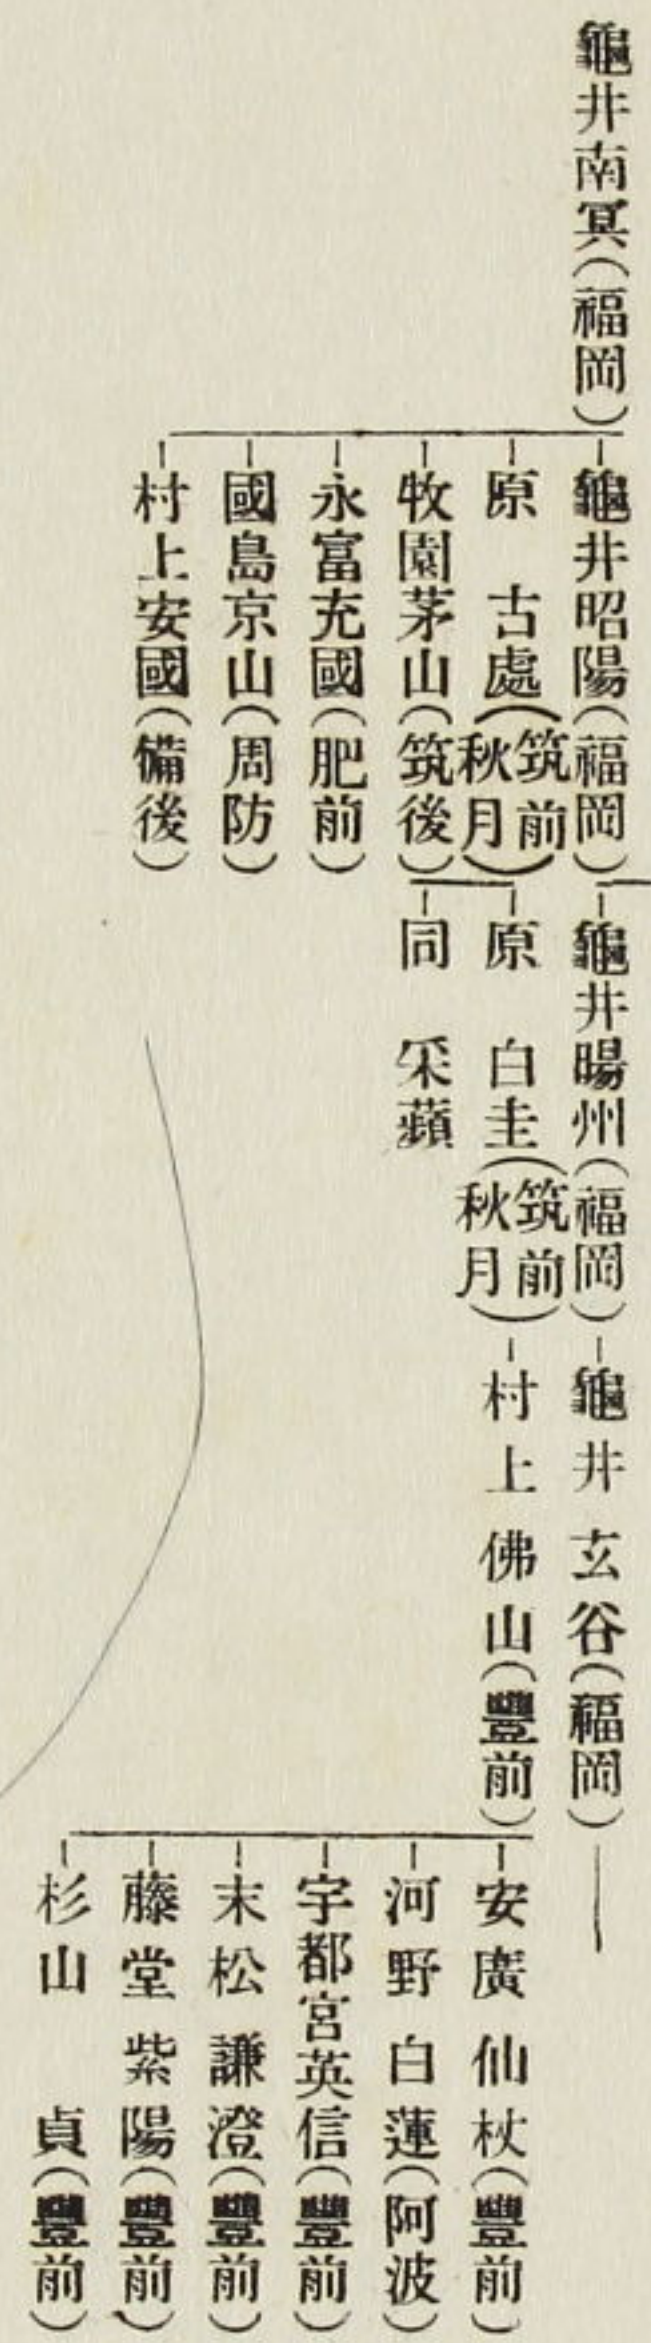 龜井南冥(福岡)
龜井昭陽(福岡)
原 古處(筑前秋月)
牧園茅山(筑後)
永富充國(肥前)
國島京山(周防)
村上安國(備後)
龜井暘州(福岡)
原 白圭(筑前秋月)
同 采蘋
龜井玄谷(福岡)
村上佛山(豐前)
安廣仙杖(豐前)
河野白蓮(阿波)
宇都宮英信(豐前)
末松謙澄(豐前)
藤堂紫陽(豐前)
杉山 貞(豐前)